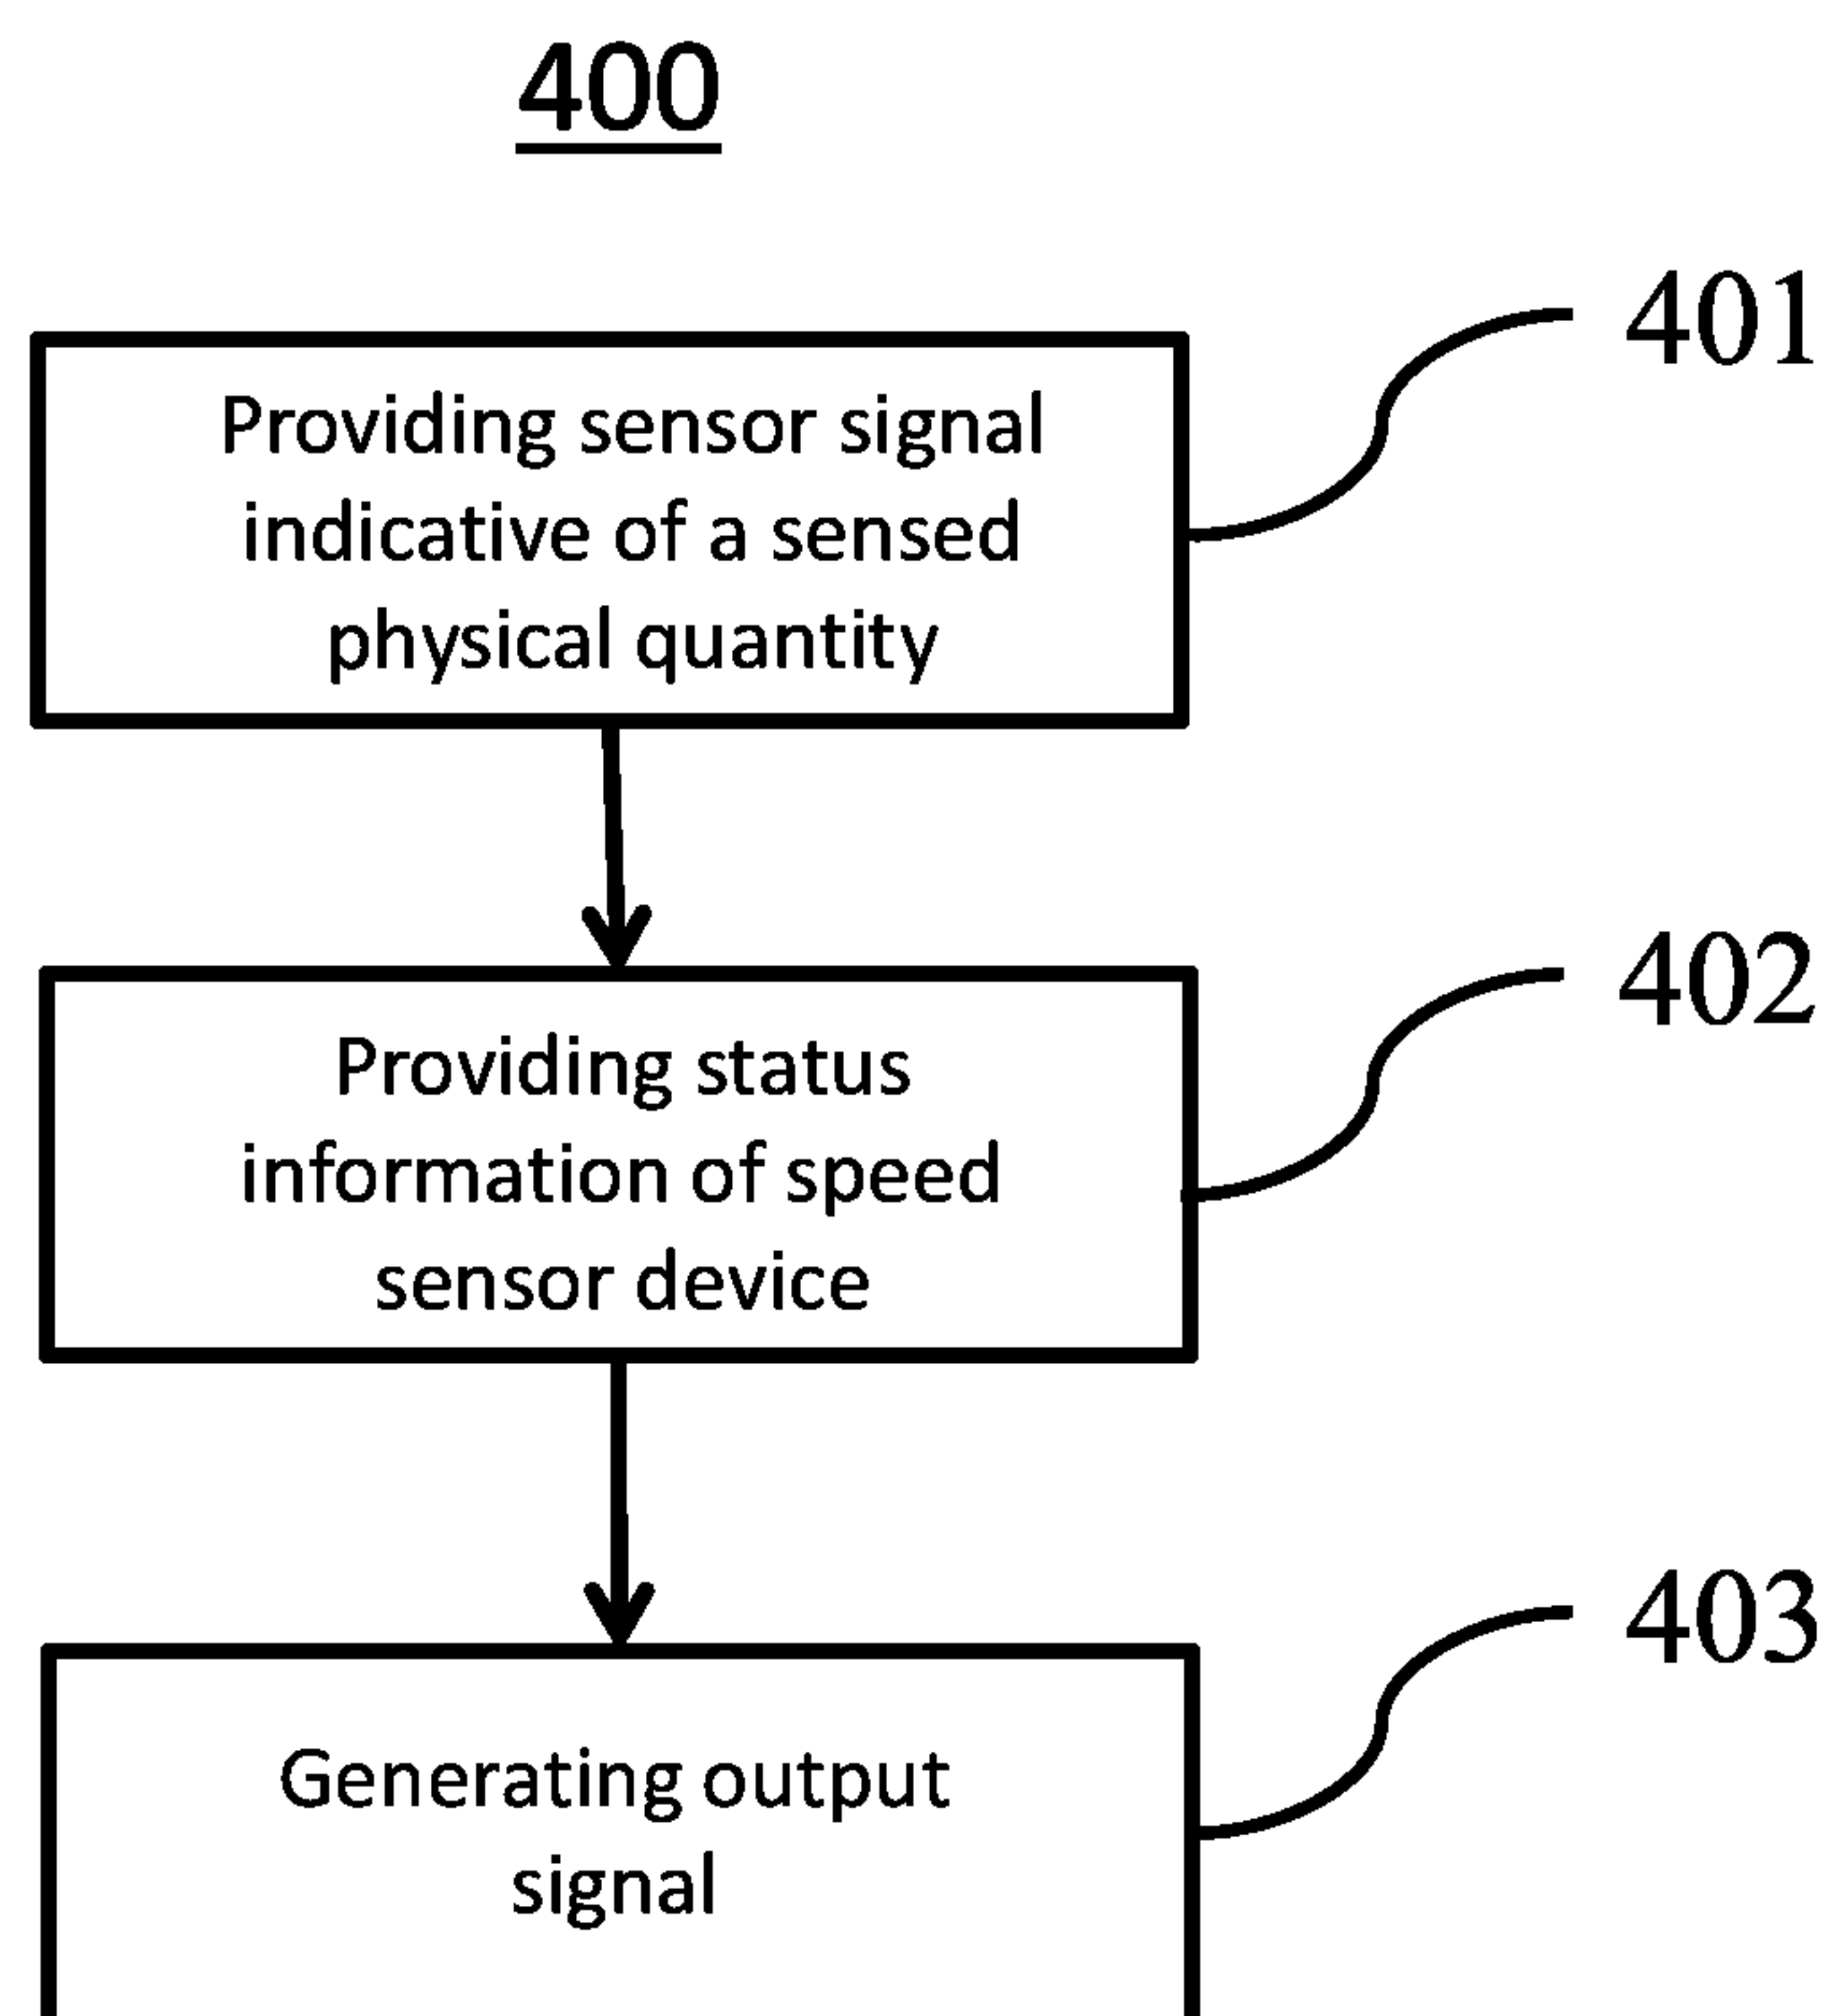 400
401
Providing sensor signal
indicative of a sensed
physical quantity
402
Providing status
information of speed
sensor device
403
Generating output
signal